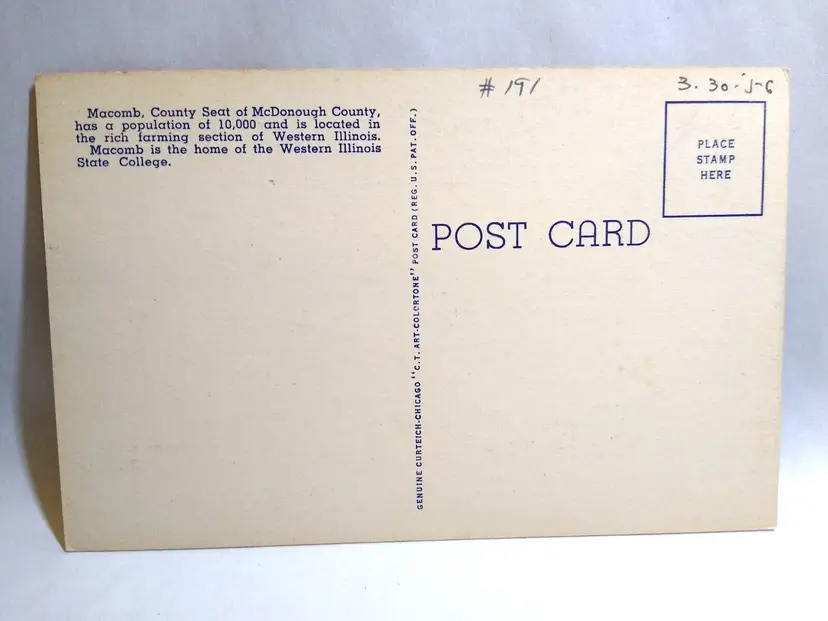 # 191
3. 30-'56
Macomb, County Seat of McDonough County,
has a population of 10,000 and is located in
the rich farming section of Western Illinois.
Macomb is the home of the Western Illinois
State College.
GENUINE CURTEICH-CHICAGO "C.T. ART-COLORTONE" POST CARD (REG. U.S. PAT. OFF.)
PLACE
STAMP
HERE
POST CARD